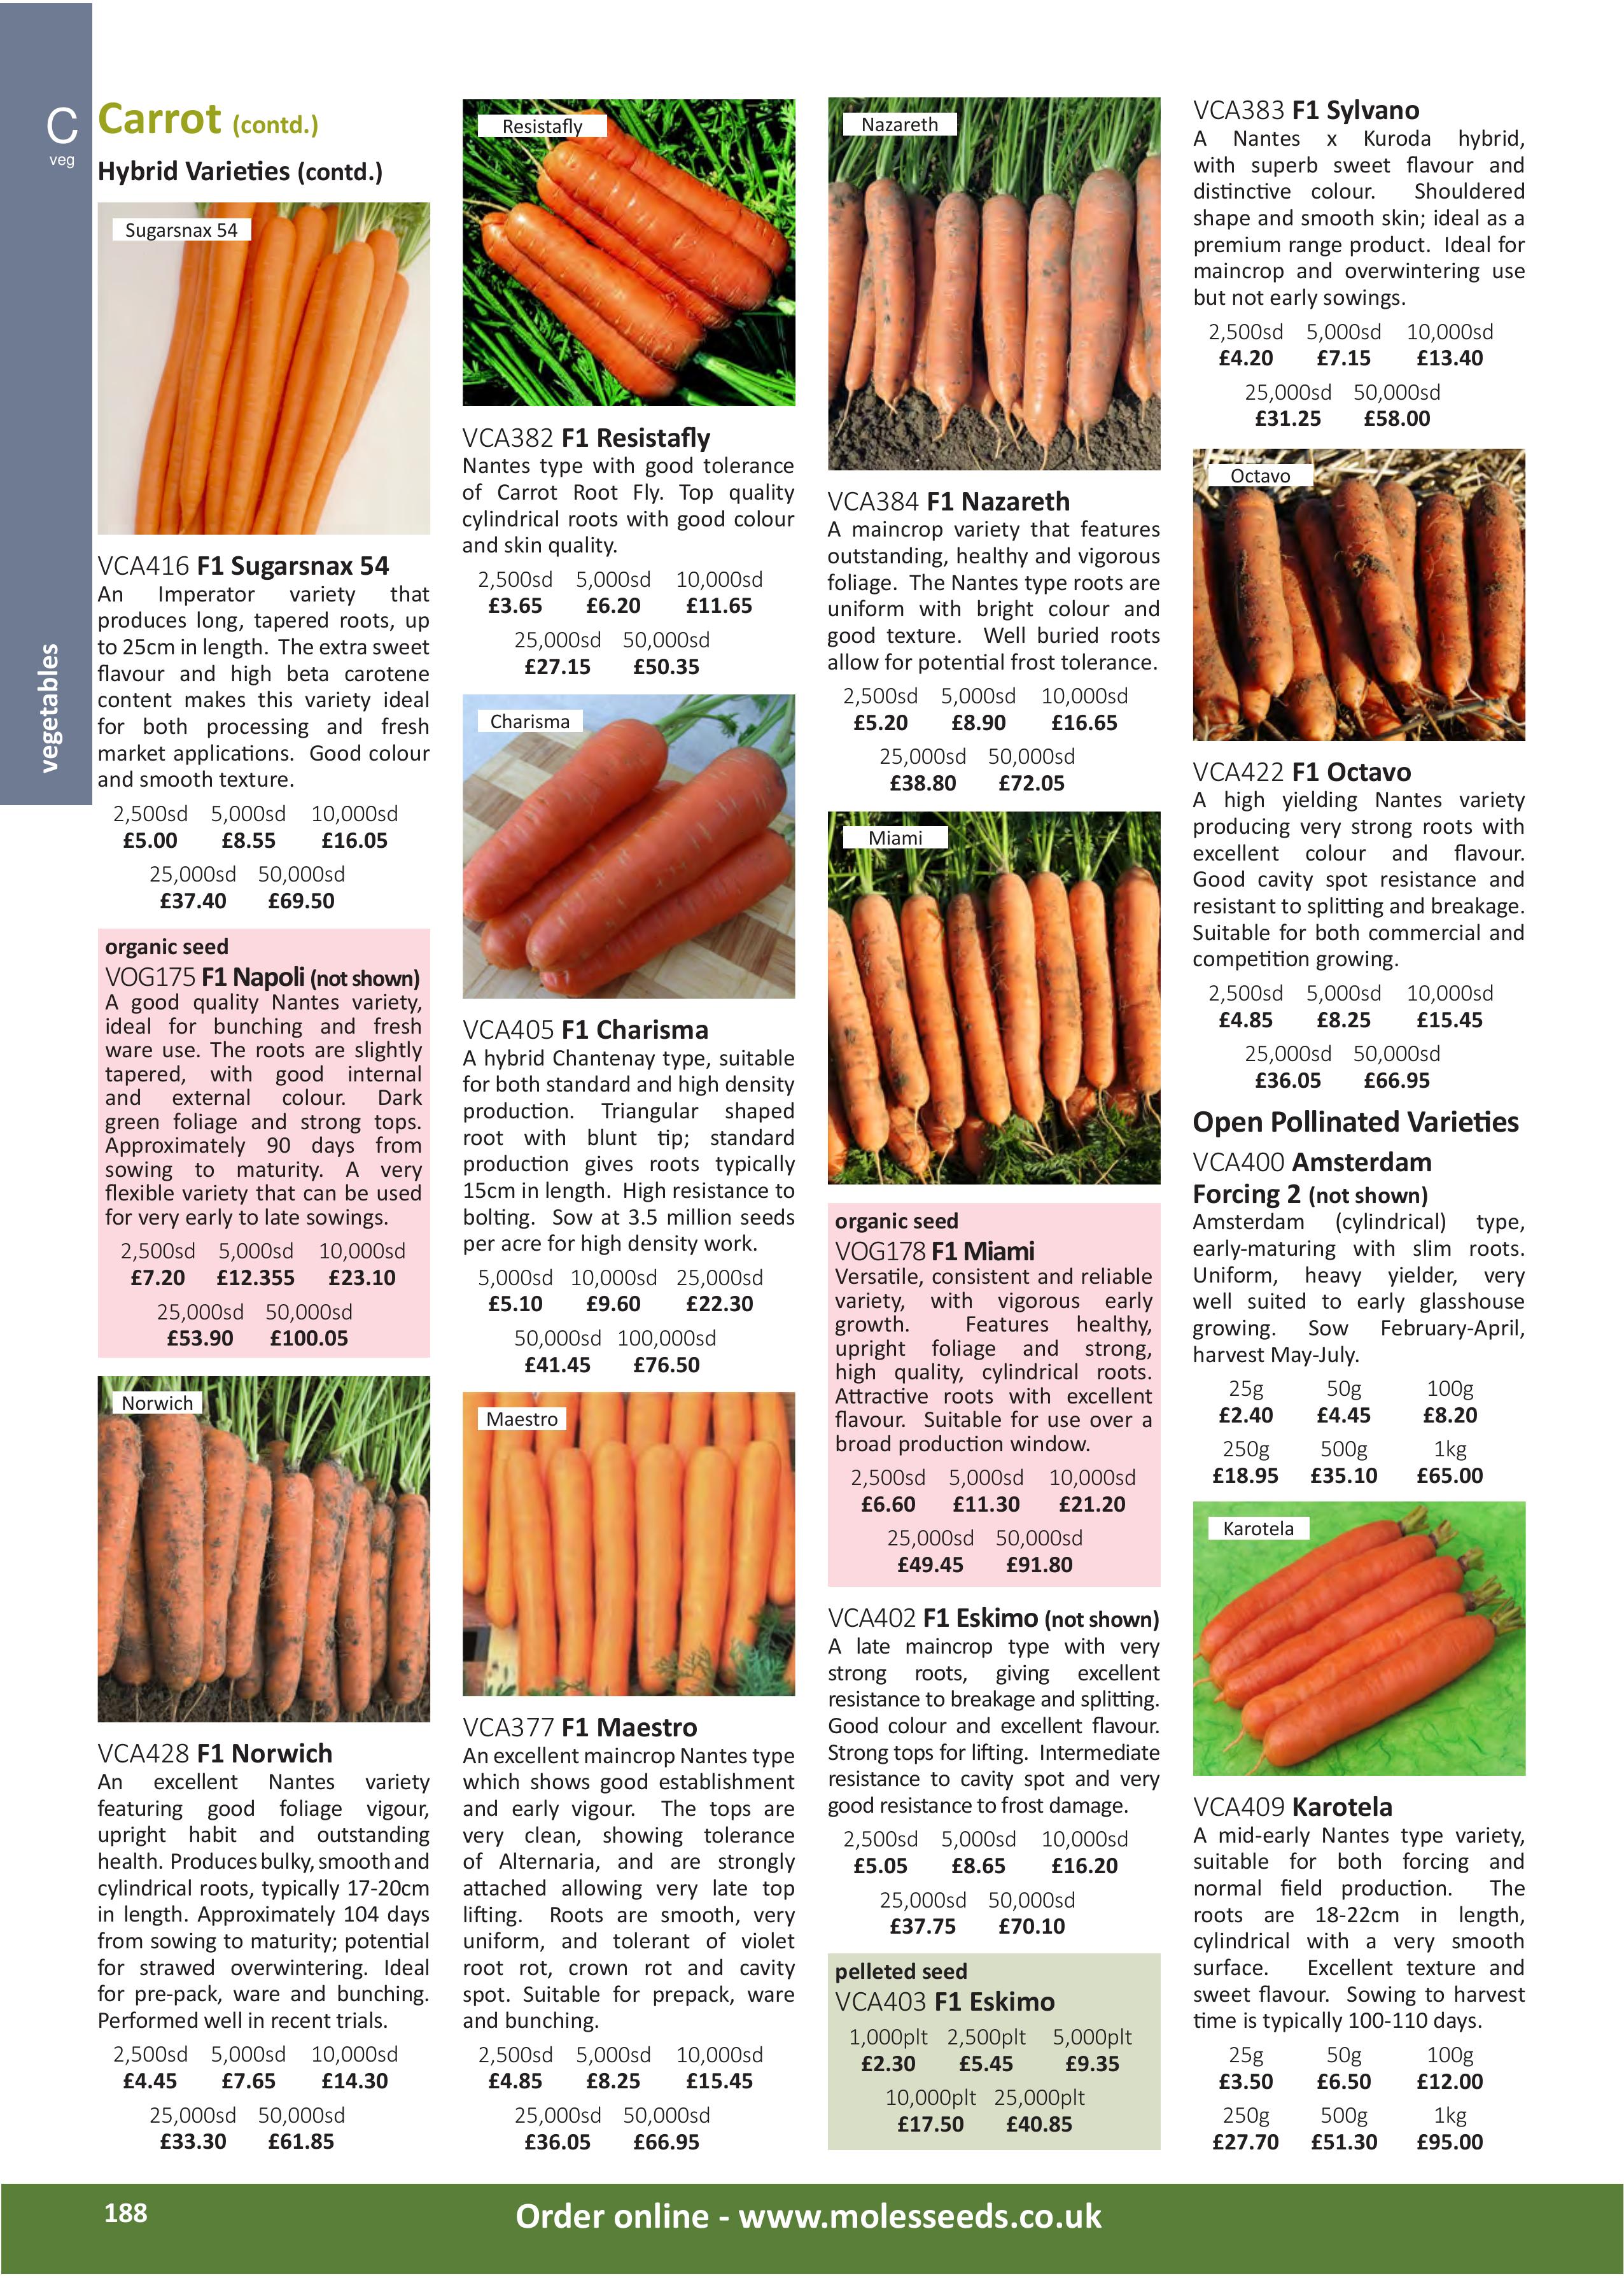 C
veg
vegetables
Carrot (contd.)
Hybrid Varieties (contd.)
Sugarsnax 54
VCA416 F1 Sugarsnax 54
An Imperator variety that
produces long, tapered roots, up
to 25cm in length. The extra sweet
flavour and high beta carotene
content makes this variety ideal
for both processing and fresh
market applications. Good colour
and smooth texture.
2,500sd 5,000sd 10,000sd
£5.00 £8.55 £16.05
25,000sd 50,000sd
£37.40 £69.50
organic seed
VOG175 F1 Napoli (not shown)
A good quality Nantes variety,
ideal for bunching and fresh
ware use. The roots are slightly
tapered, with good internal
and external colour. Dark
green foliage and strong tops.
Approximately 90 days from
sowing to maturity. A very
flexible variety that can be used
for very early to late sowings.
2,500sd 5,000sd 10,000sd
£7.20 £12.355 £23.10
25,000sd 50,000sd
£53.90 £100.05
Norwich
VCA428 F1 Norwich
An excellent Nantes variety
featuring good foliage vigour,
upright habit and outstanding
health. Produces bulky, smooth and
cylindrical roots, typically 17-20cm
in length. Approximately 104 days
from sowing to maturity; potential
for strawed overwintering. Ideal
for pre-pack, ware and bunching.
Performed well in recent trials.
2,500sd 5,000sd 10,000sd
£4.45 £7.65 £14.30
25,000sd 50,000sd
£33.30 £61.85
Resistafly
VCA382 F1 Resistafly
Nantes type with good tolerance
of Carrot Root Fly. Top quality
cylindrical roots with good colour
and skin quality.
2,500sd 5,000sd 10,000sd
£3.65 £6.20 £11.65
25,000sd 50,000sd
£27.15 £50.35
Charisma
VCA405 F1 Charisma
A hybrid Chantenay type, suitable
for both standard and high density
production. Triangular shaped
root with blunt tip; standard
production gives roots typically
15cm in length. High resistance to
bolting. Sow at 3.5 million seeds
per acre for high density work.
5,000sd 10,000sd 25,000sd
£5.10 £9.60 £22.30
50,000sd 100,000sd
£41.45 £76.50
Maestro
VCA377 F1 Maestro
An excellent maincrop Nantes type
which shows good establishment
and early vigour. The tops are
very clean, showing tolerance
of Alternaria, and are strongly
attached allowing very late top
lifting. Roots are smooth, very
uniform, and tolerant of violet
root rot, crown rot and cavity
spot. Suitable for prepack, ware
and bunching.
2,500sd 5,000sd 10,000sd
£4.85 £8.25 £15.45
25,000sd 50,000sd
£36.05 £66.95
Nazareth
VCA384 F1 Nazareth
A maincrop variety that features
outstanding, healthy and vigorous
foliage. The Nantes type roots are
uniform with bright colour and
good texture. Well buried roots
allow for potential frost tolerance.
2,500sd 5,000sd 10,000sd
£5.20 £8.90 £16.65
25,000sd 50,000sd
£38.80 £72.05
Miami
organic seed
VOG178 F1 Miami
Versatile, consistent and reliable
variety, with vigorous early
growth. Features healthy,
upright foliage and strong,
high quality, cylindrical roots.
Attractive roots with excellent
flavour. Suitable for use over a
broad production window.
2,500sd 5,000sd 10,000sd
£6.60 £11.30 £21.20
25,000sd 50,000sd
£49.45 £91.80
VCA402 F1 Eskimo (not shown)
A late maincrop type with very
strong roots, giving excellent
resistance to breakage and splitting.
Good colour and excellent flavour.
Strong tops for lifting. Intermediate
resistance to cavity spot and very
good resistance to frost damage.
2,500sd 5,000sd 10,000sd
£5.05 £8.65 £16.20
25,000sd 50,000sd
£37.75 £70.10
pelleted seed
VCA403 F1 Eskimo
1,000plt 2,500plt 5,000plt
£2.30 £5.45 £9.35
10,000plt 25,000plt
£17.50 £40.85
VCA383 F1 Sylvano
A Nantes x Kuroda hybrid,
with superb sweet flavour and
distinctive colour. Shouldered
shape and smooth skin; ideal as a
premium range product. Ideal for
maincrop and overwintering use
but not early sowings.
2,500sd 5,000sd 10,000sd
£4.20 £7.15 £13.40
25,000sd 50,000sd
£31.25 £58.00
Octavo
VCA422 F1 Octavo
A high yielding Nantes variety
producing very strong roots with
excellent colour and flavour.
Good cavity spot resistance and
resistant to splitting and breakage.
Suitable for both commercial and
competition growing.
2,500sd 5,000sd 10,000sd
£4.85 £8.25 £15.45
25,000sd 50,000sd
£36.05 £66.95
Open Pollinated Varieties
VCA400 Amsterdam
Forcing 2 (not shown)
Amsterdam (cylindrical) type,
early-maturing with slim roots.
Uniform, heavy yielder, very
well suited to early glasshouse
growing. Sow February-April,
harvest May-July.
25g 50g 100g
£2.40 £4.45 £8.20
250g 500g 1kg
£18.95 £35.10 £65.00
Karotela
VCA409 Karotela
A mid-early Nantes type variety,
suitable for both forcing and
normal field production. The
roots are 18-22cm in length,
cylindrical with a very smooth
surface. Excellent texture and
sweet flavour. Sowing to harvest
time is typically 100-110 days.
25g 50g 100g
£3.50 £6.50 £12.00
250g 500g 1kg
£27.70 £51.30 £95.00
188
Order online - www.molesseeds.co.uk